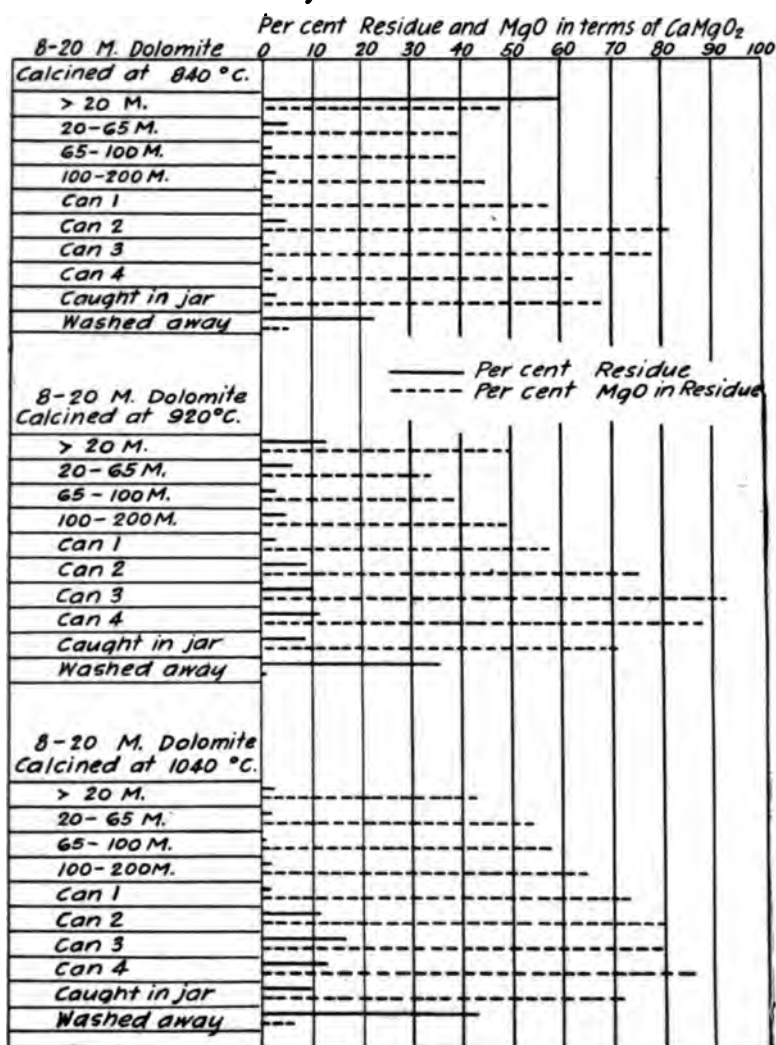 Per cent Residue and MgO in terms of CaMgO₂
8-20 M. Dolomite 0 10 20 30 40 50 60 70 80 90 100
Calcined at 840 °C.
> 20 M.
20-65 M.
65-100 M.
100-200 M.
Can 1
Can 2
Can 3
Can 4
Caught in jar
Washed away
Per cent Residue
Per cent MgO in Residue
8-20 M. Dolomite
Calcined at 920°C.
> 20 M.
20-65 M.
65-100 M.
100-200 M.
Can 1
Can 2
Can 3
Can 4
Caught in jar
Washed away
8-20 M. Dolomite
Calcined at 1040 °C.
> 20 M.
20-65 M.
65-100 M.
100-200M.
Can 1
Can 2
Can 3
Can 4
Caught in jar
Washed away